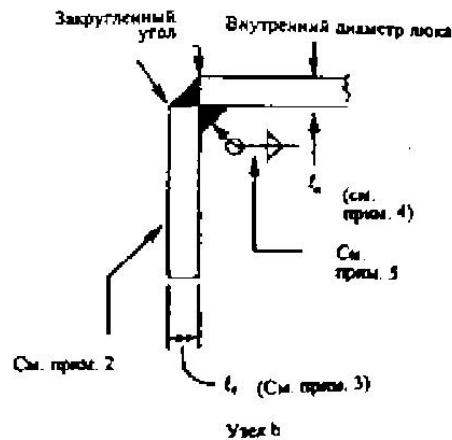 Закругленный
угол
Внутренний диаметр люка
(см.
прим. 4)
См.
прим. 5
См. прим. 2
(См. прим. 3)
Узел b